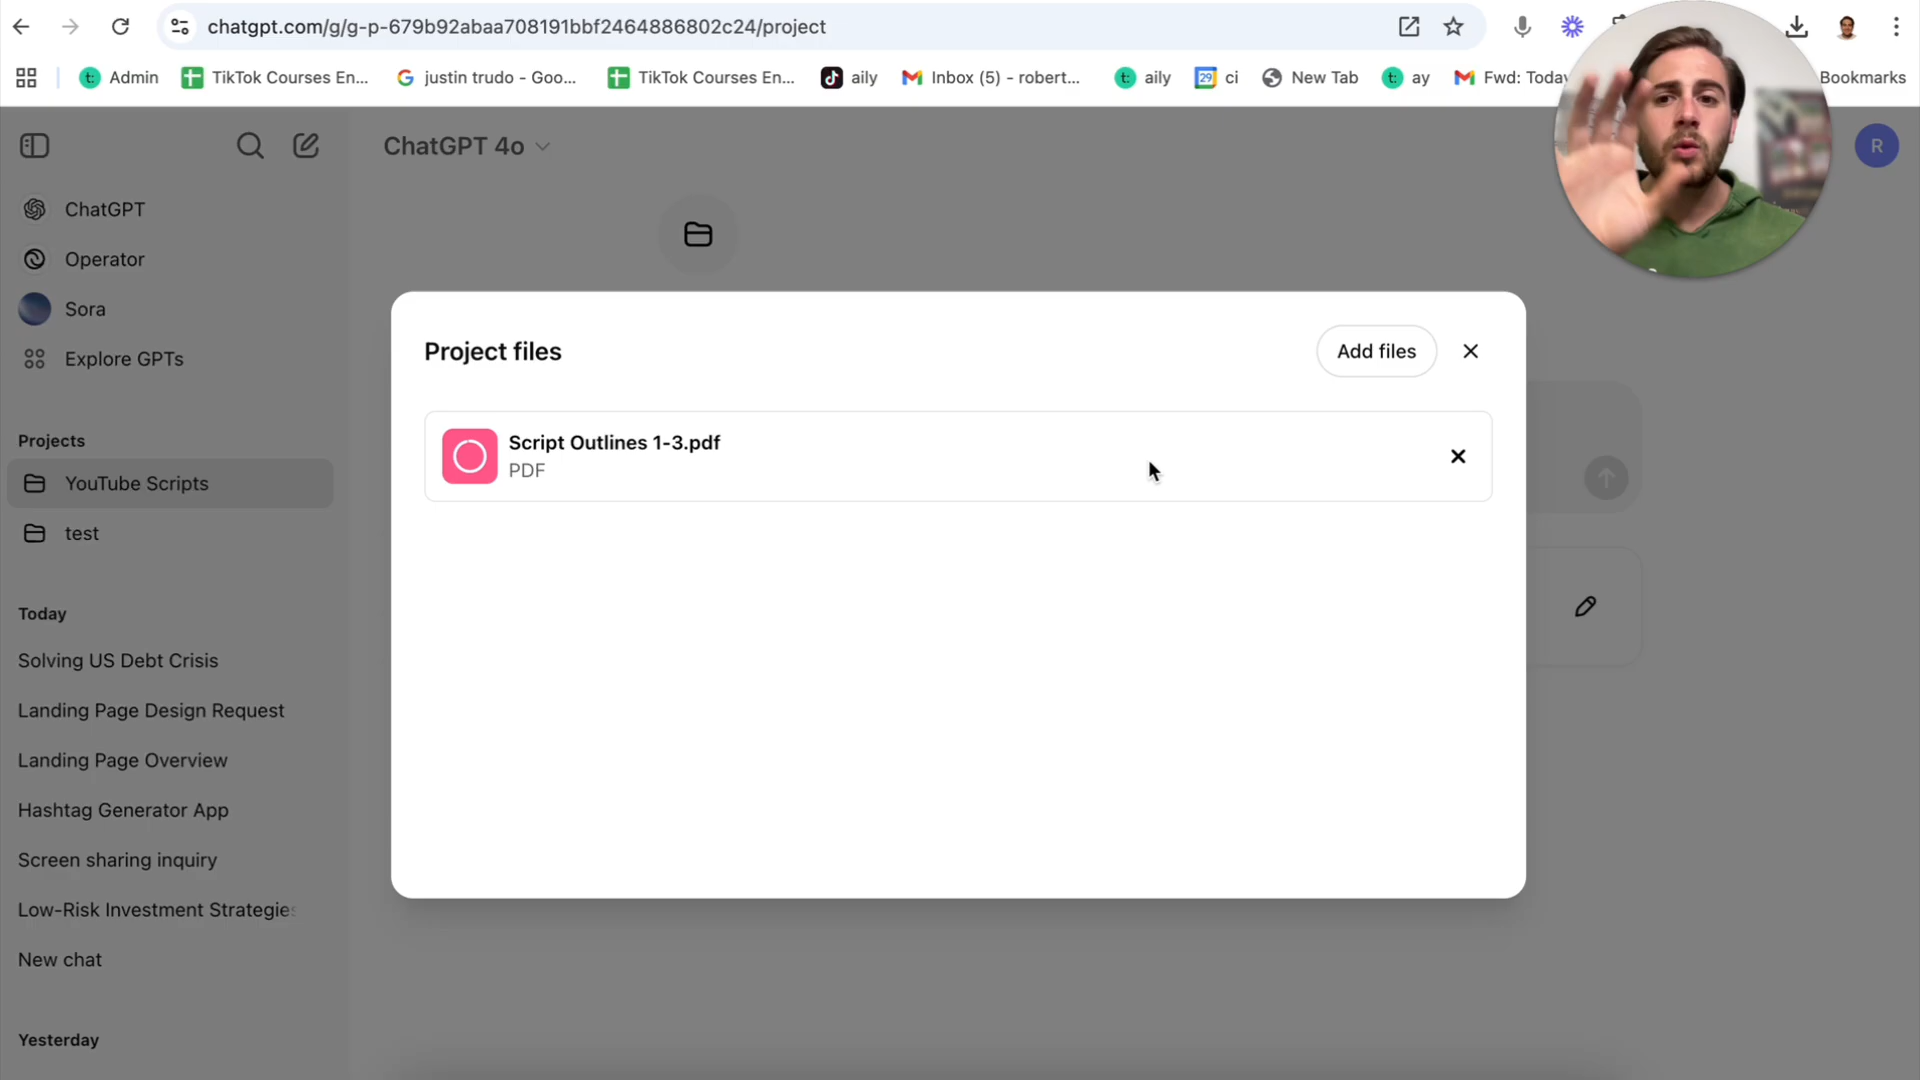 chatgpt.com/g/g-p-679b92abaa708191bbf2464886802c24/project
Admin
TikTok Courses En...
justin trudo - Goo...
TikTok Courses En...
aily
Inbox (5) - robert...
aily
29
ci
New Tab
ay
Fwd: Today
Bookmarks
ChatGPT 4o
R
ChatGPT
Operator
Sora
Explore GPTs
Projects
YouTube Scripts
test
Today
Solving US Debt Crisis
Landing Page Design Request
Landing Page Overview
Hashtag Generator App
Screen sharing inquiry
Low-Risk Investment Strategies
New chat
Yesterday
Project files
Add files
Script Outlines 1-3.pdf
PDF